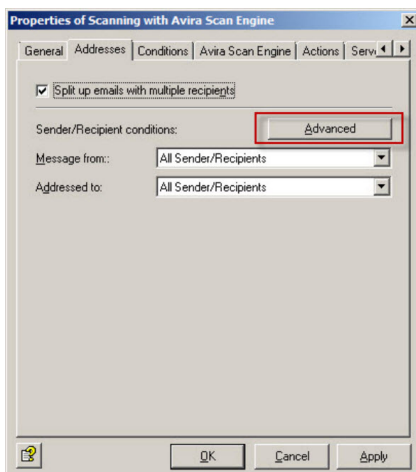 Properties of Scanning with Avira Scan Engine
General Addresses Conditions Avira Scan Engine Actions Serv
Split up emails with multiple recipients
Sender/Recipient conditions: Advanced
Message from:: All Sender/Recipients
Addressed to: All Sender/Recipients
OK Cancel Apply